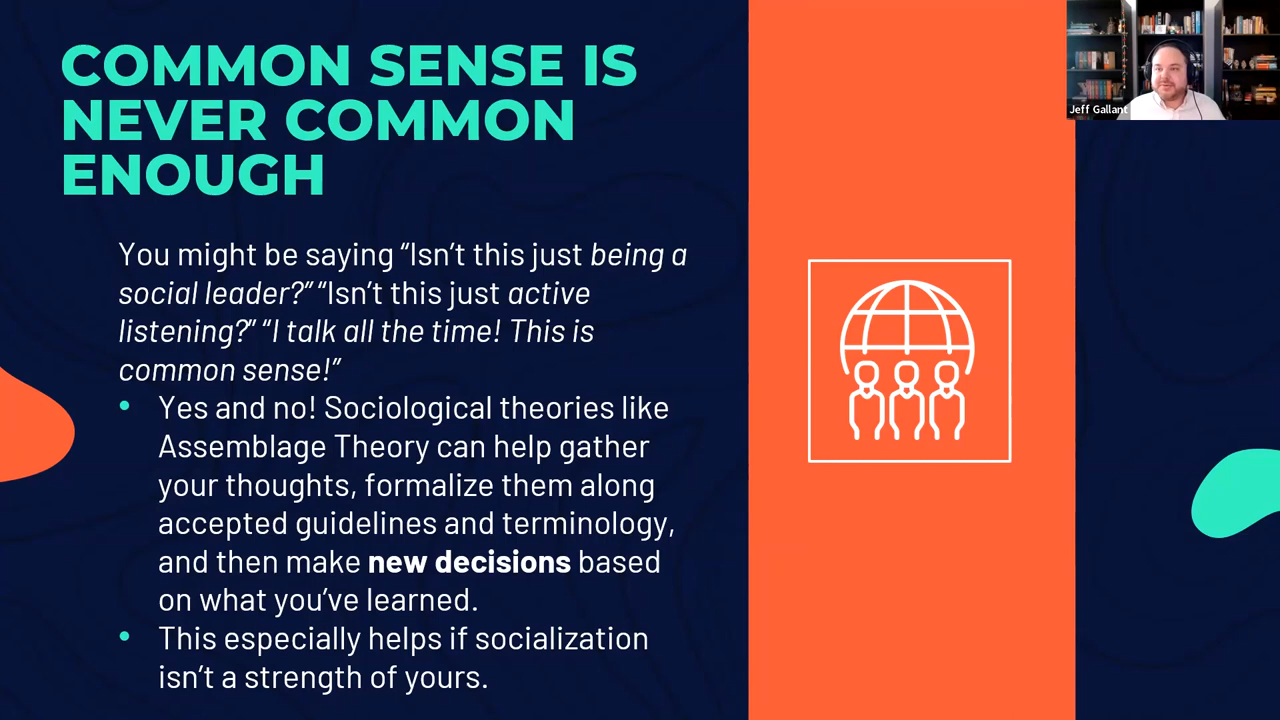 COMMON SENSE IS
NEVER COMMON
ENOUGH
You might be saying “Isn’t this just being a
social leader?” “Isn’t this just active
listening?” “I talk all the time! This is
common sense!”
• Yes and no! Sociological theories like
Assemblage Theory can help gather
your thoughts, formalize them along
accepted guidelines and terminology,
and then make new decisions based
on what you’ve learned.
• This especially helps if socialization
isn’t a strength of yours.
Jeff Gallant